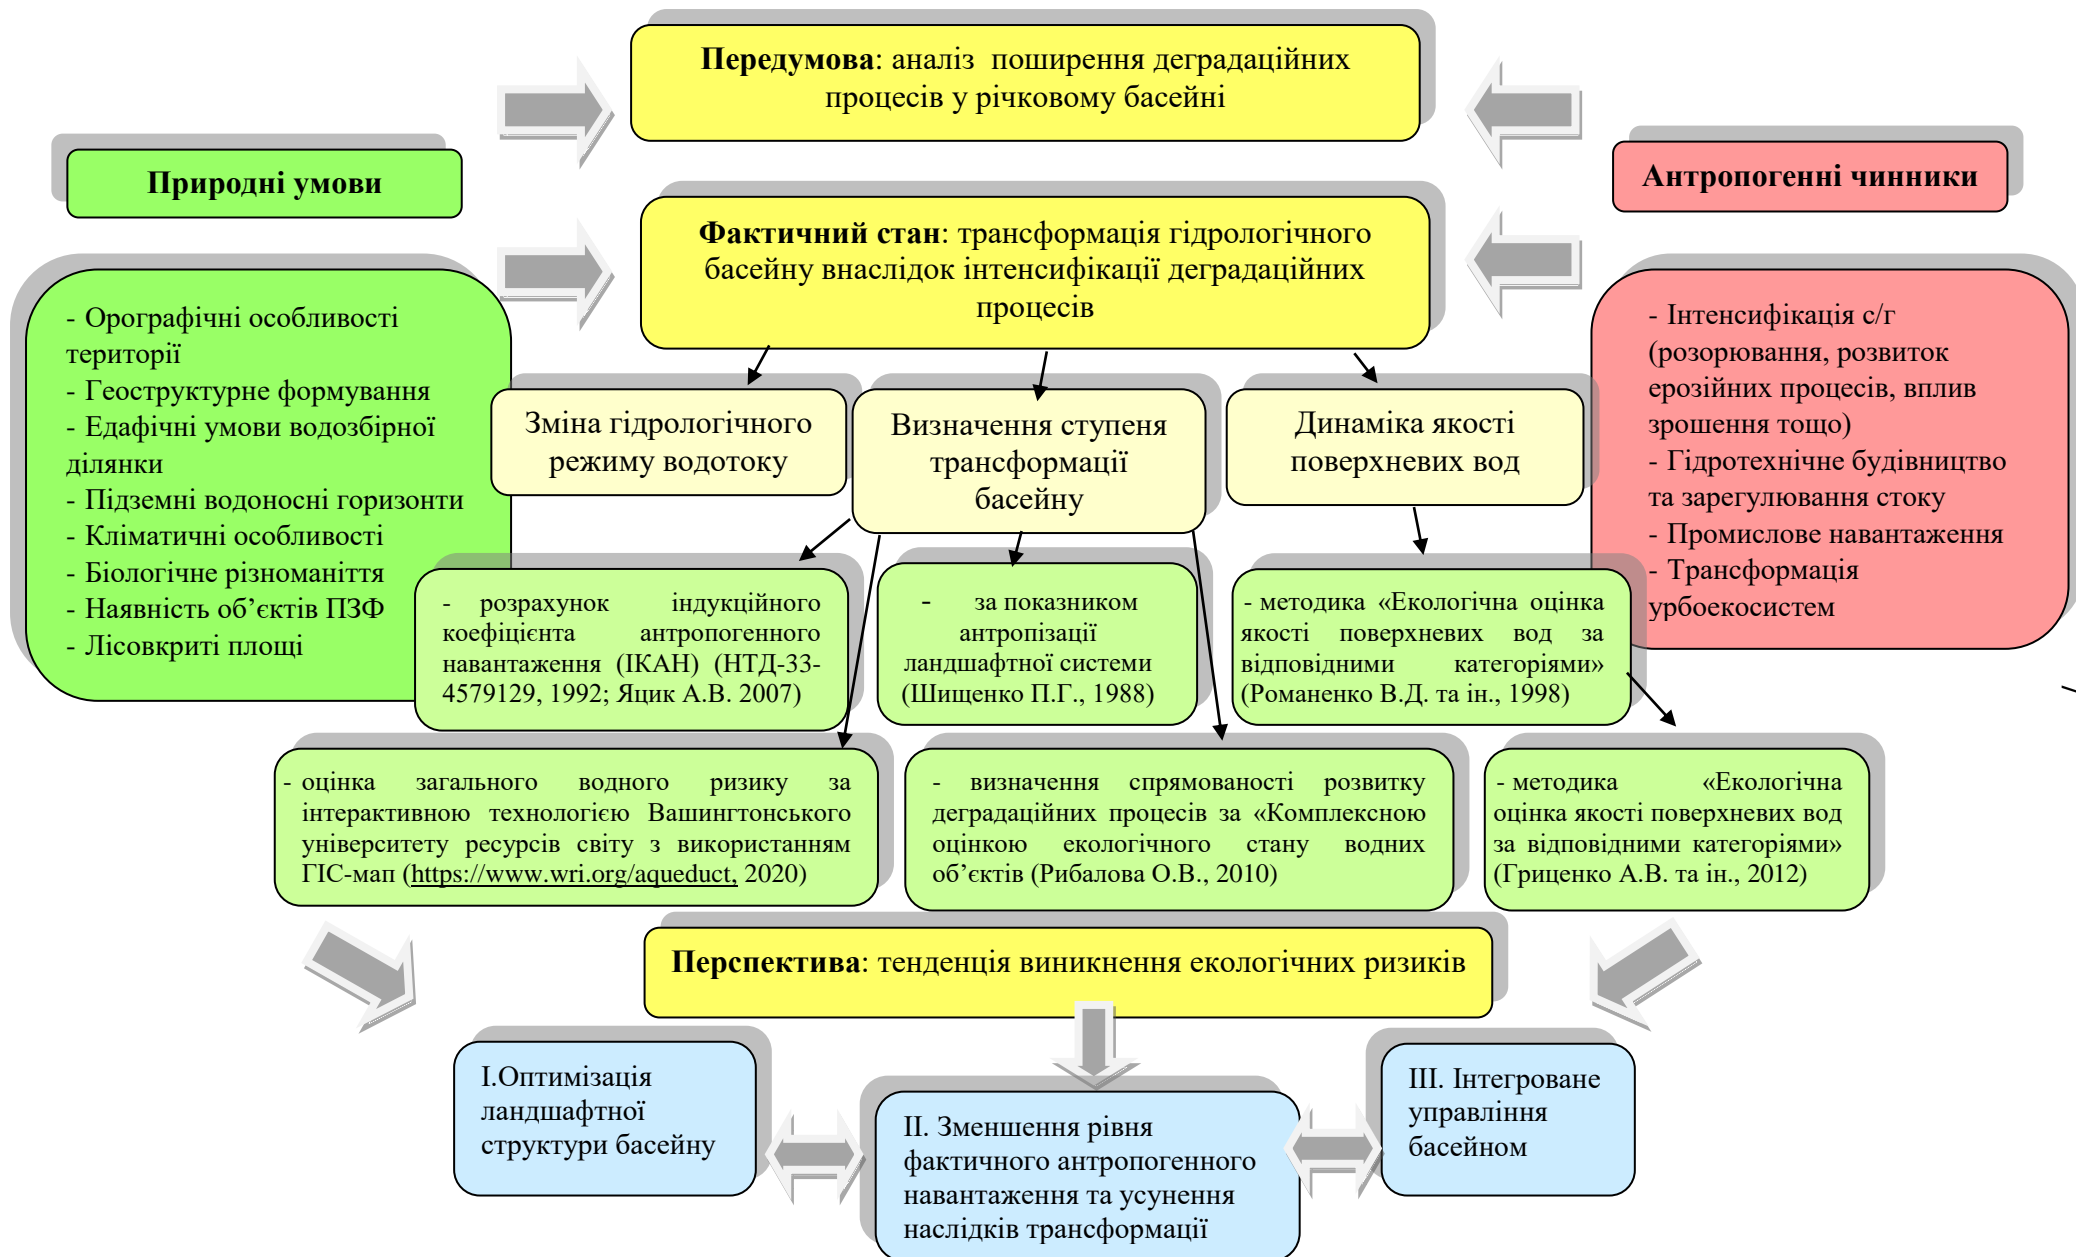 Передумова: аналіз поширення деградаційних
процесів у річковому басейні
Природні умови
Антропогенні чинники
Фактичний стан: трансформація гідрологічного
басейну внаслідок інтенсифікації деградаційних
процесів
- Орографічні особливості
території
- Геоструктурне формування
- Едафічні умови водозбірної
ділянки
- Підземні водоносні горизонти
- Кліматичні особливості
- Біологічне різноманіття
- Наявність об’єктів ПЗФ
- Лісовкриті площі
- Інтенсифікація с/г
(розорювання, розвиток
ерозійних процесів, вплив
зрошення тощо)
- Гідротехнічне будівництво
та зарегулювання стоку
- Промислове навантаження
- Трансформація
урбоекосистем
Зміна гідрологічного
режиму водотоку
Визначення ступеня
трансформації
басейну
Динаміка якості
поверхневих вод
- розрахунок індукційного
коефіцієнта антропогенного
навантаження (ІКАН) (НТД-33-
4579129, 1992; Яцик А.В. 2007)
- за показником
антропізації
ландшафтної системи
(Шищенко П.Г., 1988)
- методика «Екологічна оцінка
якості поверхневих вод за
відповідними категоріями»
(Романенко В.Д. та ін., 1998)
- оцінка загального водного ризику за
інтерактивною технологією Вашингтонського
університету ресурсів світу з використанням
ГІС-мап (https://www.wri.org/aqueduct, 2020)
- визначення спрямованості розвитку
деградаційних процесів за «Комплексною
оцінкою екологічного стану водних
об’єктів (Рибалова О.В., 2010)
- методика «Екологічна
оцінка якості поверхневих вод
за відповідними категоріями»
(Гриценко А.В. та ін., 2012)
Перспектива: тенденція виникнення екологічних ризиків
І.Оптимізація
ландшафтної
структури басейну
ІІ. Зменшення рівня
фактичного антропогенного
навантаження та усунення
наслідків трансформації
ІІІ. Інтегроване
управління
басейном